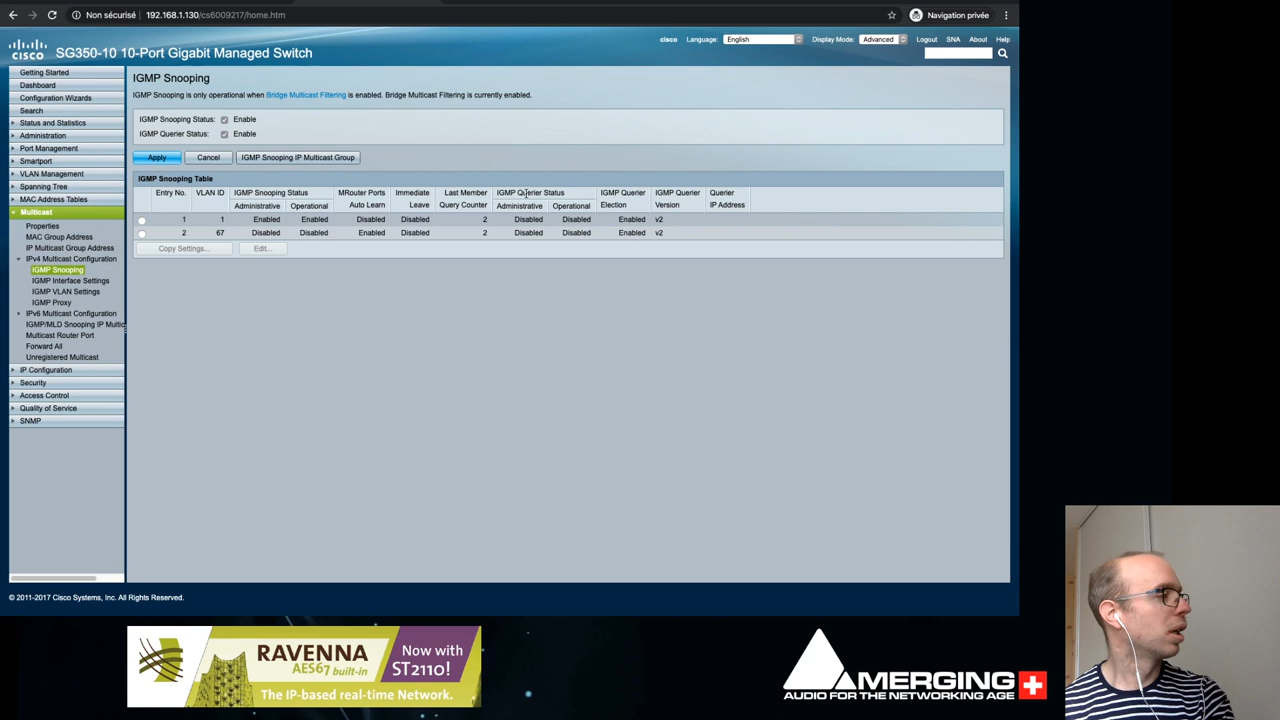 Non sécurisé 192.168.1.130/cs6009217/home.htm Navigation privée
cisco Language: English Display Mode: Advanced Logout SNA About Help
CISCO SG350-10 10-Port Gigabit Managed Switch
Getting Started
Dashboard
Configuration Wizards
Search
Status and Statistics
Administration
Port Management
Smartport
VLAN Management
Spanning Tree
MAC Address Tables
Multicast
Properties
MAC Group Address
IP Multicast Group Address
IPv4 Multicast Configuration
IGMP Snooping
IGMP Interface Settings
IGMP VLAN Settings
IGMP Proxy
IPv6 Multicast Configuration
IGMP/MLD Snooping IP Multic
Multicast Router Port
Forward All
Unregistered Multicast
IP Configuration
Security
Access Control
Quality of Service
SNMP
IGMP Snooping
IGMP Snooping is only operational when Bridge Multicast Filtering is enabled. Bridge Multicast Filtering is currently enabled.
IGMP Snooping Status: Enable
IGMP Querier Status: Enable
Apply Cancel IGMP Snooping IP Multicast Group
IGMP Snooping Table
Entry No. VLAN ID IGMP Snooping Status MRouter Ports Immediate Last Member IGMP Querier Status IGMP Querier IGMP Querier Querier
Administrative Operational Auto Learn Leave Query Counter Administrative Operational Election Version IP Address
1 1 Enabled Enabled Disabled Disabled 2 Disabled Disabled Enabled v2
2 67 Disabled Disabled Enabled Disabled 2 Disabled Disabled Enabled v2
Copy Settings... Edit...
© 2011-2017 Cisco Systems, Inc. All Rights Reserved.
RAVENNA
AES67 built-in
The IP-based real-time Network.
Now with
ST2110!
MERGING
AUDIO FOR THE NETWORKING AGE